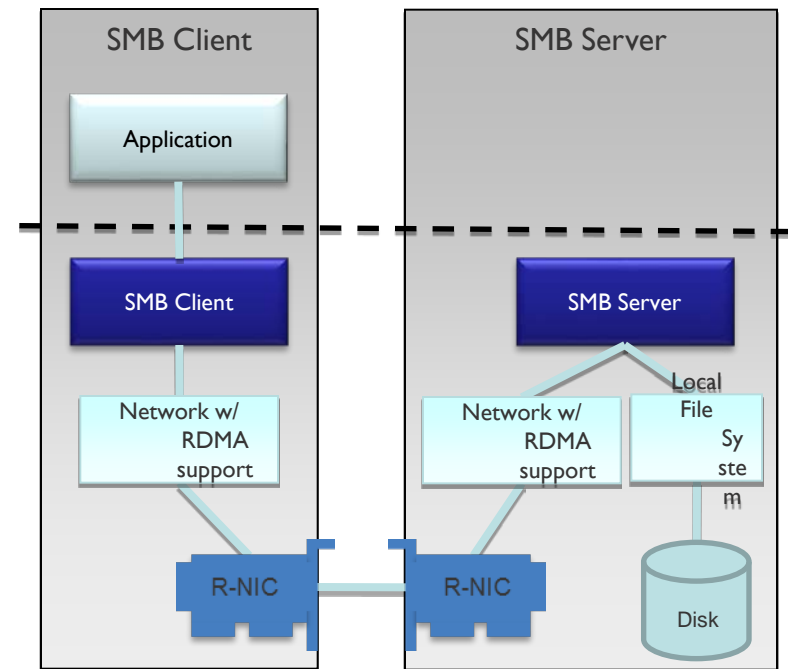 SMB Client
SMB Server
Application
SMB Client
SMB Server
Network w/
RDMA
support
Network w/
RDMA
support
Local
File
Sy
ste
m
R-NIC
R-NIC
Disk